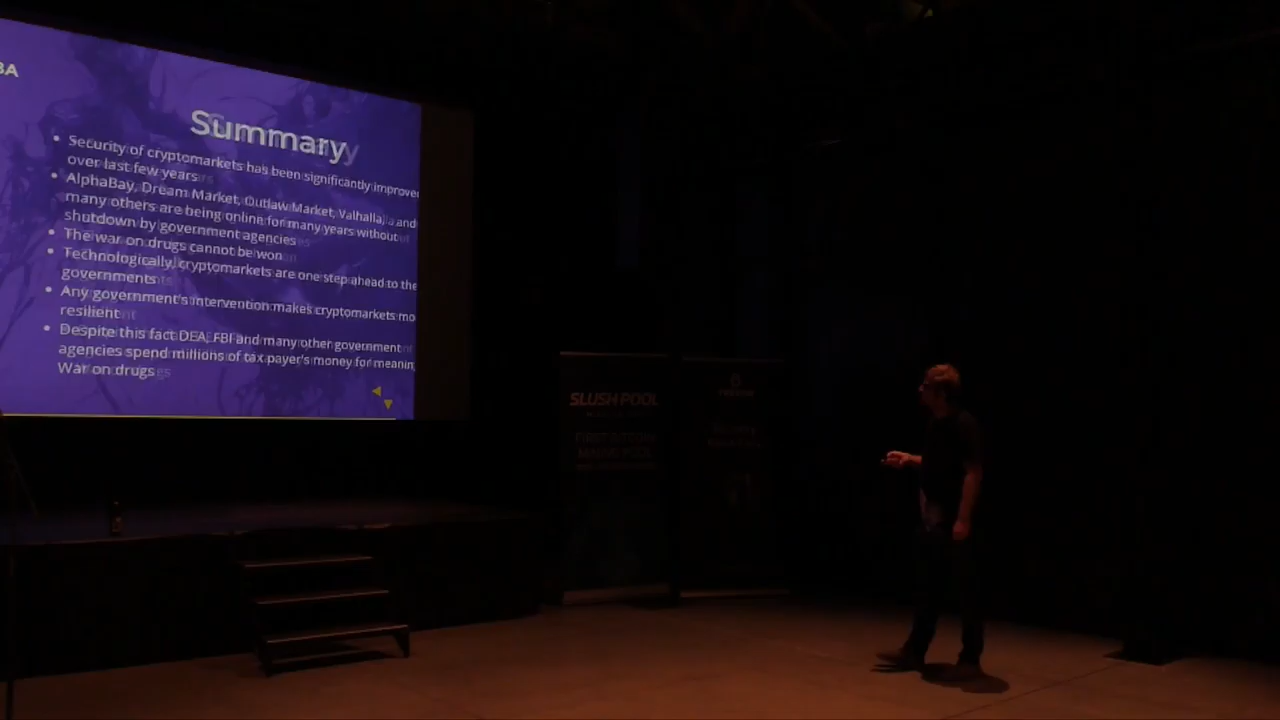 BA
Summary
• Security of cryptomarkets has been significantly improved
over last few years
• AlphaBay, Dream Market, Outlaw Market, Valhalla, and
many others are being online for many years without
shutdown by government agencies
• The war on drugs cannot be won
• Technologically, cryptomarkets are one step ahead to the
governments
• Any government's intervention makes cryptomarkets mo
resilient
• Despite this fact DEA, FBI and many other government
agencies spend millions of tax payer's money for meanin
War on drugs
SLUSH POOL